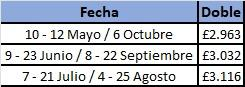 Fecha Doble
10 - 12 Mayo / 6 Octubre £2.963
9 - 23 Junio / 8 - 22 Septiembre £3.032
7 - 21 Julio / 4 - 25 Agosto £3.116